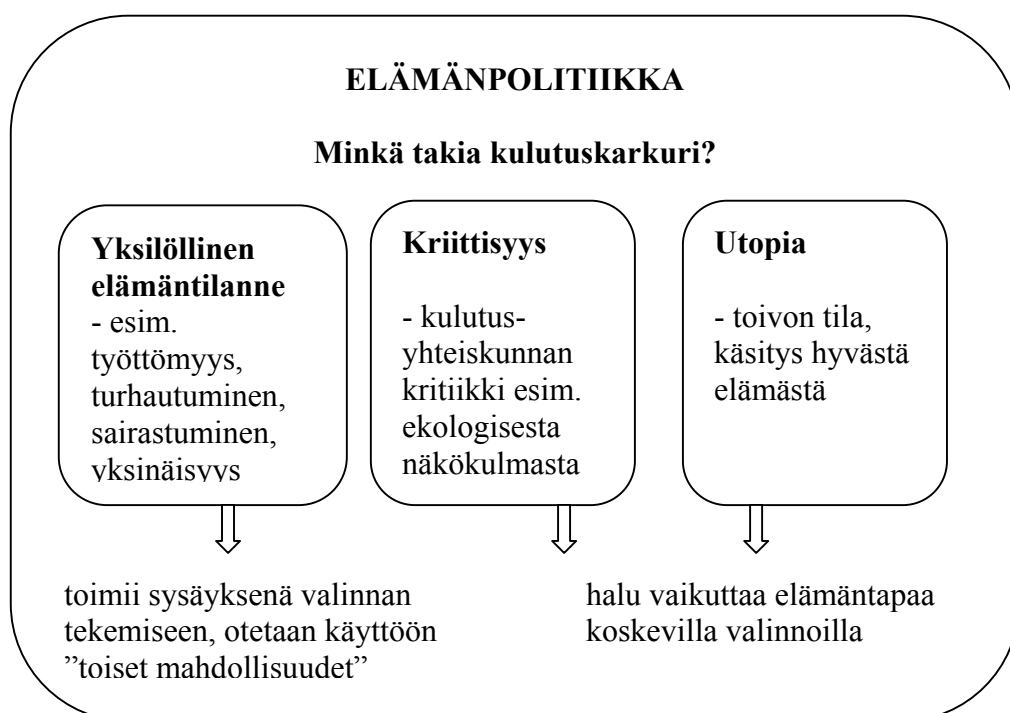 ELÄMÄNPOLITIIKKA
Minkä takia kulutuskarkuri?
Yksilöllinen
elämäntilanne
- esim.
työttömyys,
turhautuminen,
sairastuminen,
yksinäisyys
Kriittisyys
- kulutus-
yhteiskunnan
kritiikki esim.
ekologisesta
näkökulmasta
Utopia
- toivon tila,
käsitys hyvästä
elämästä
toimii sysäyksenä valinnan
tekemiseen, otetaan käyttöön
”toiset mahdollisuudet”
halu vaikuttaa elämäntapaa
koskevilla valinnoilla